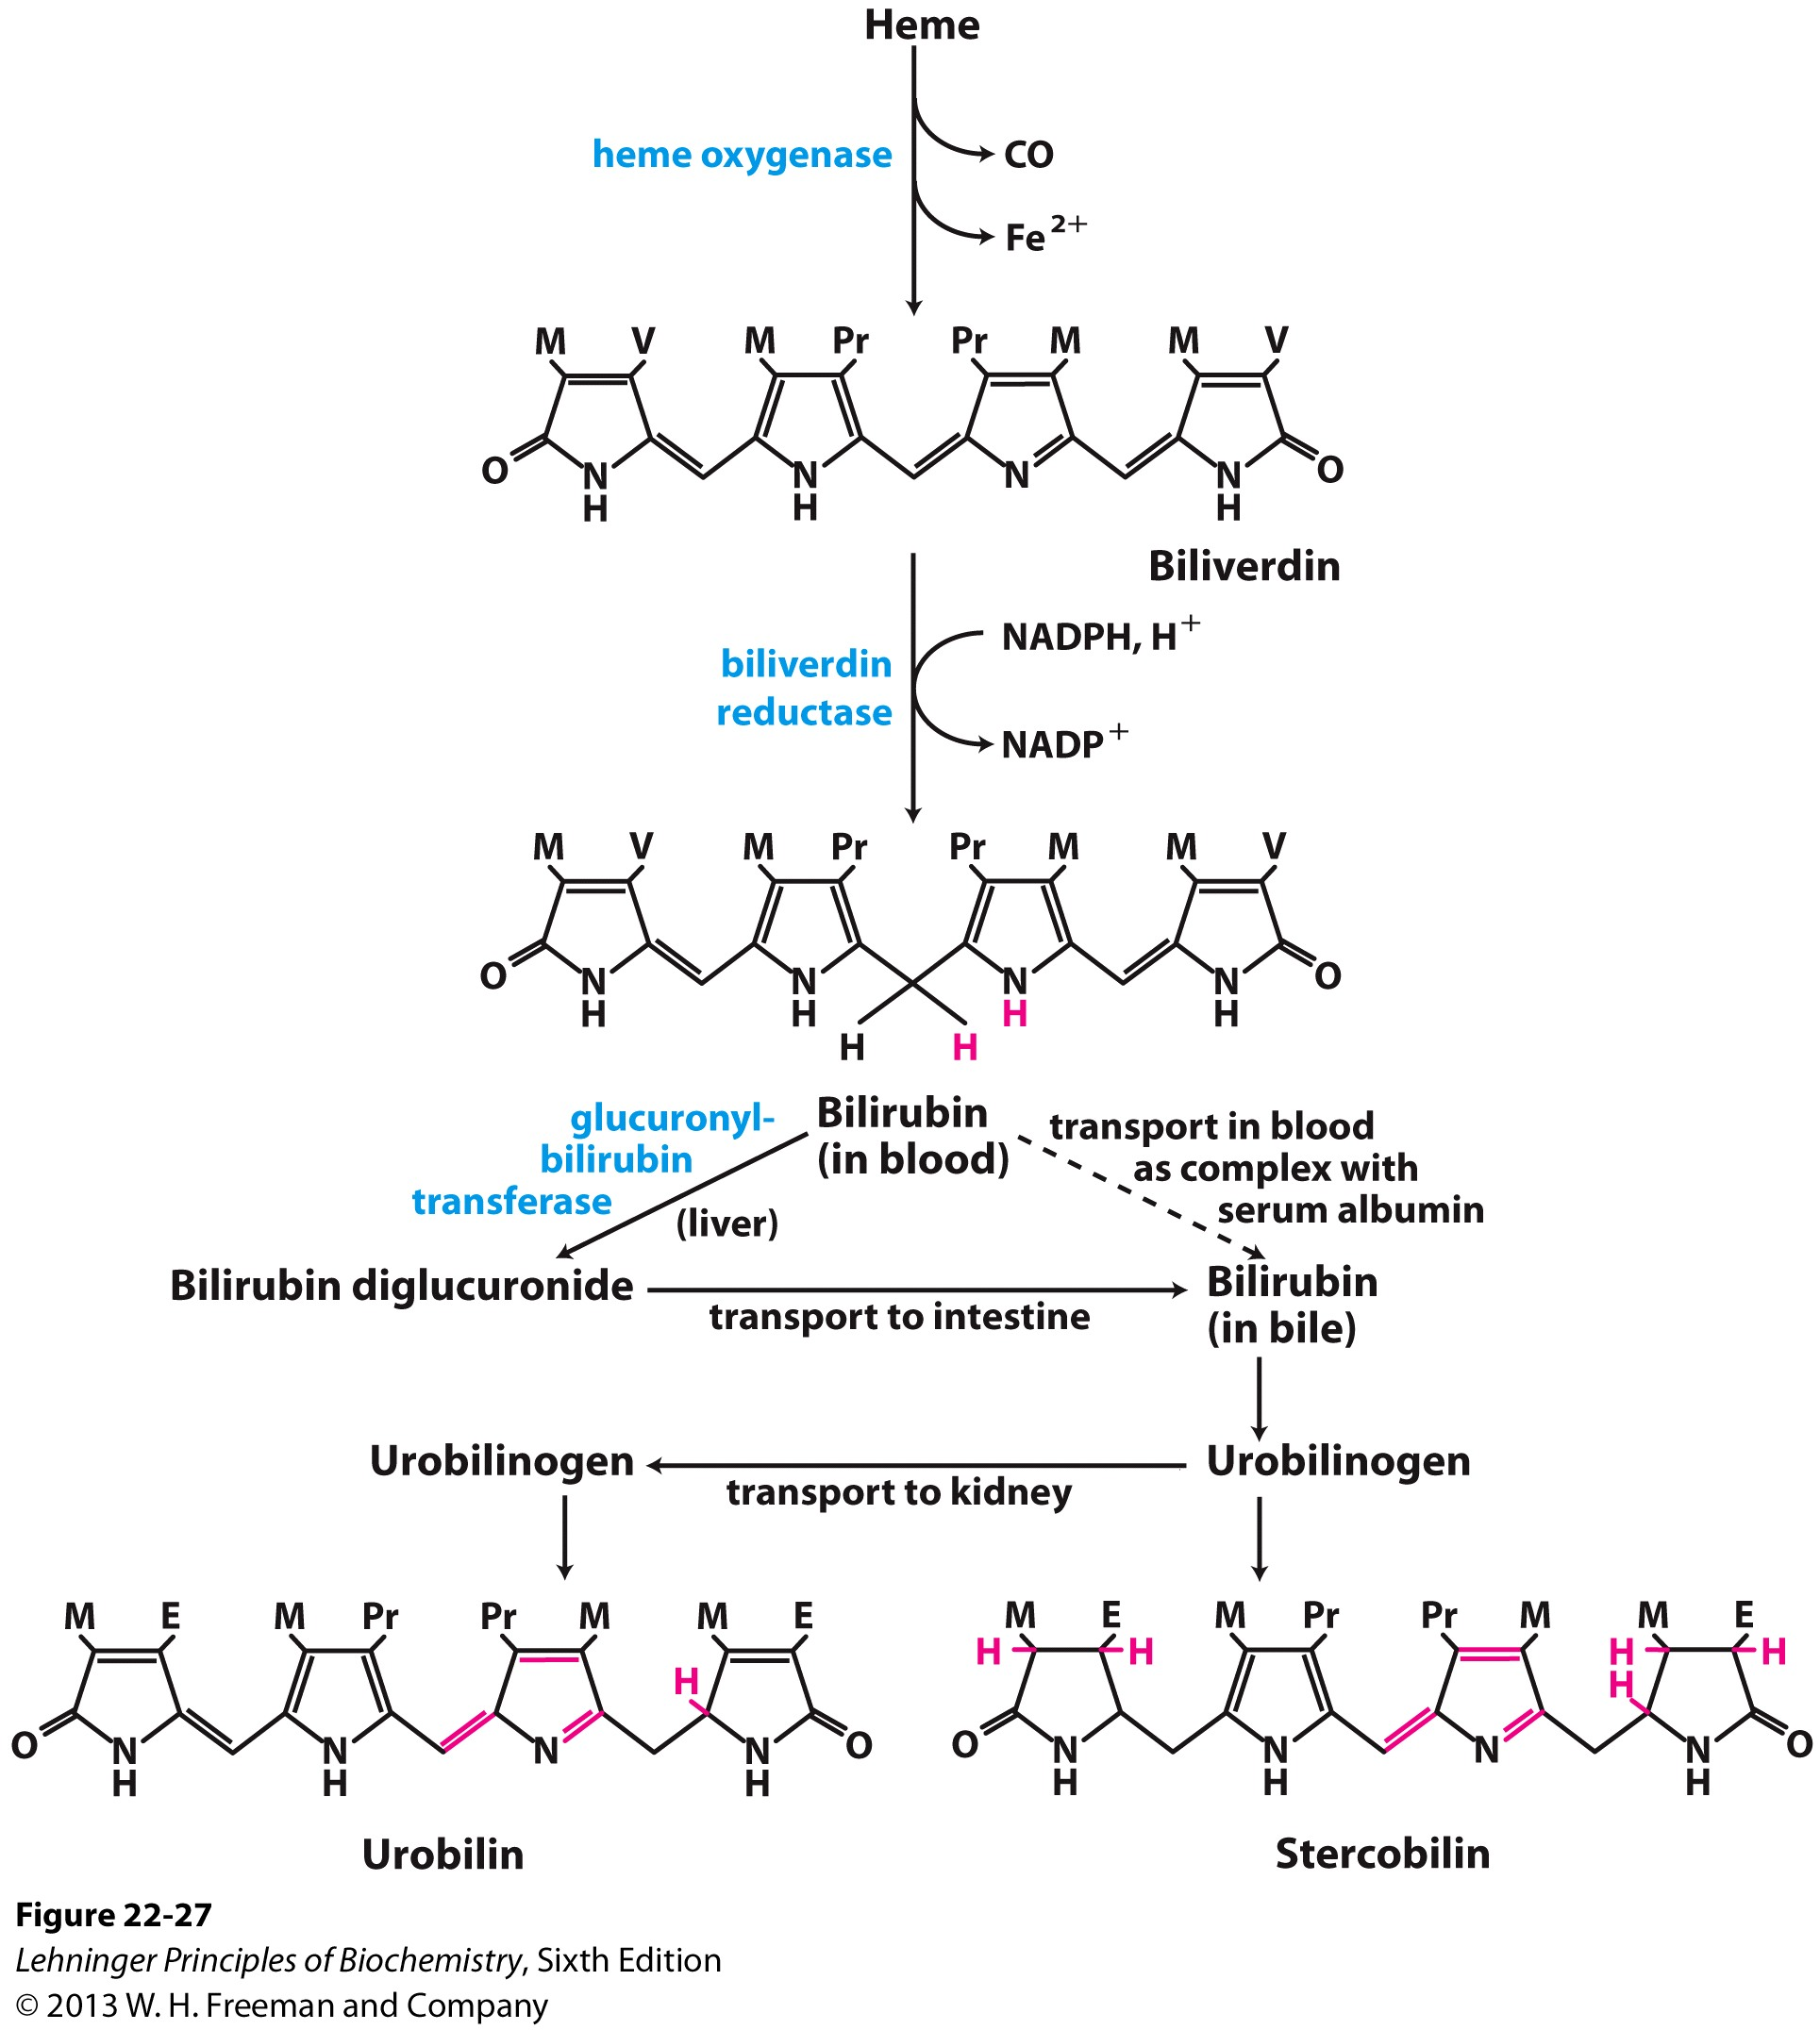 Heme
heme oxygenase
CO
Fe²⁺
M V M Pr Pr M M V
O N H N H N N H O
Biliverdin
NADPH, H⁺
biliverdin
reductase
NADP⁺
M V M Pr Pr M M V
O N H N H N H N H O
H H
glucuronyl-
bilirubin
transferase
(liver)
Bilirubin
(in blood)
transport in blood
as complex with
serum albumin
Bilirubin diglucuronide
transport to intestine
Bilirubin
(in bile)
Urobilinogen
transport to kidney
Urobilinogen
M E M Pr Pr M M E
H
O N H N H N N H O
Urobilin
M E M Pr Pr M M E
H H H H
H
O N H N H N N H O
Stercobilin
Figure 22-27
Lehninger Principles of Biochemistry, Sixth Edition
© 2013 W. H. Freeman and Company